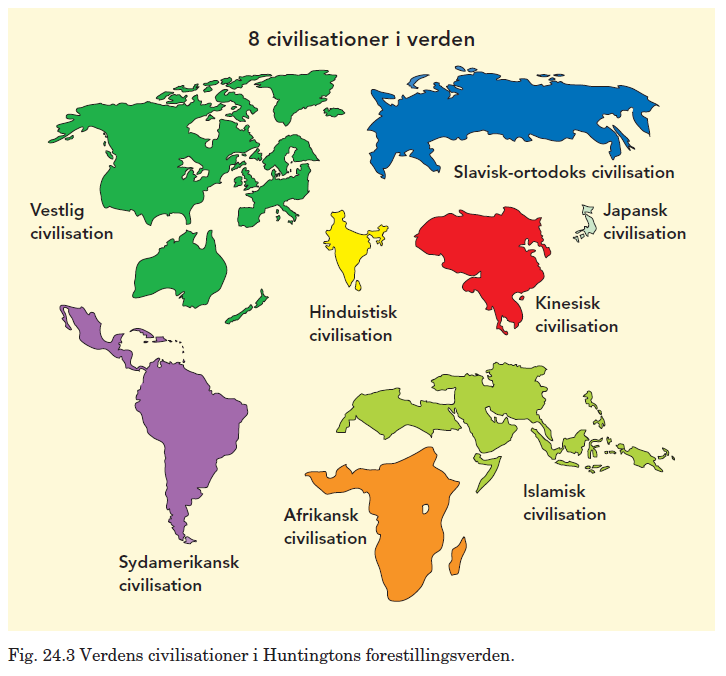 8 civilisationer i verden
Slavisk-ortodoks civilisation
Vestlig
civilisation
Japansk
civilisation
Hinduistisk
civilisation
Kinesisk
civilisation
Islamisk
civilisation
Afrikansk
civilisation
Sydamerikansk
civilisation
Fig. 24.3 Verdens civilisationer i Huntingtons forestillingsverden.